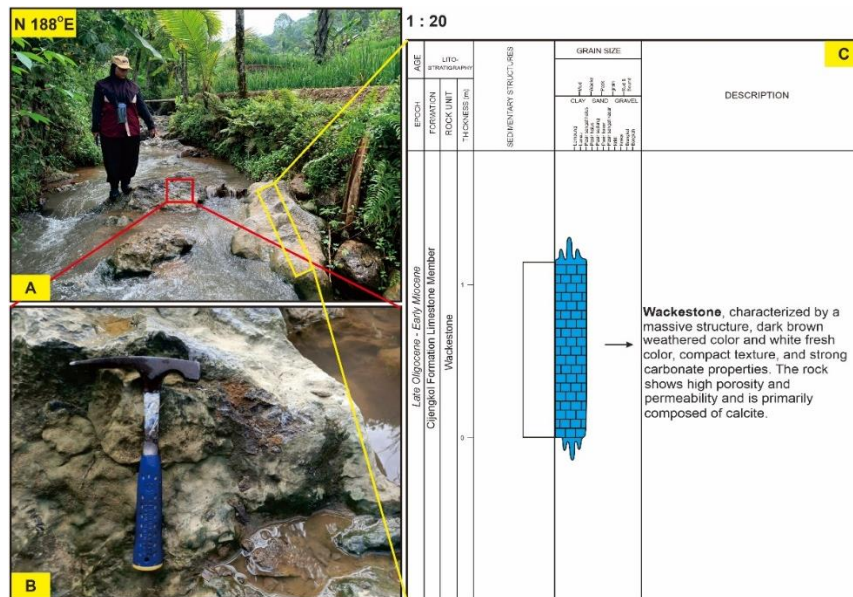 N 188°E
A
B
1 : 20
C
AGE
EPOCH
LITO-
STRATIGRAPHY
FORMATION
ROCK UNIT
THICKNESS (m)
SEDIMENTARY STRUCTURES
GRAIN SIZE
CLAY SAND GRAVEL
DESCRIPTION
Late Oligocene - Early Miocene
Cijengkol Formation Limestone Member
Wackestone
1
0
Wackestone, characterized by a
massive structure, dark brown
weathered color and white fresh
color, compact texture, and strong
carbonate properties. The rock
shows high porosity and
permeability and is primarily
composed of calcite.